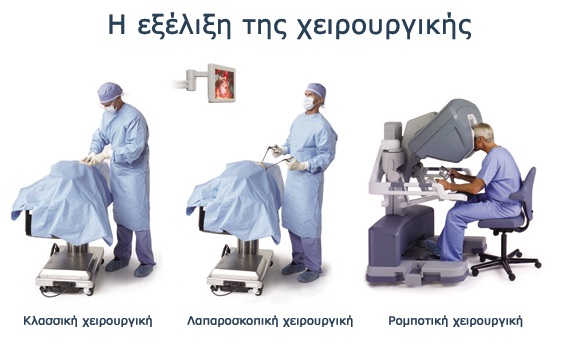 Η εξέλιξη της χειρουργικής
Κλασσική χειρουργική
Λαπαροσκοπική χειρουργική
Ρομποτική χειρουργική